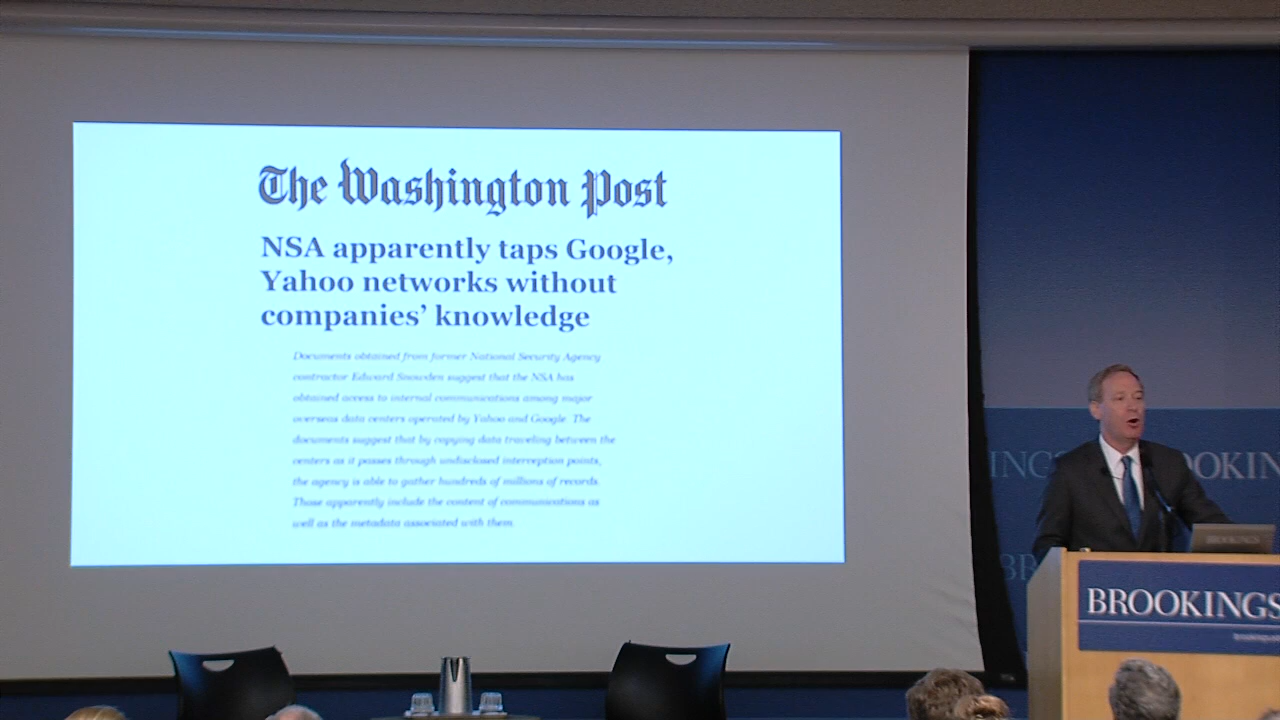 The Washington Post
NSA apparently taps Google,
Yahoo networks without
companies’ knowledge
Documents obtained from former National Security Agency
contractor Edward Snowden suggest that the NSA has
obtained access to internal communications among major
overseas data centers operated by Yahoo and Google. The
documents suggest that by copying data traveling between the
centers as it passes through undisclosed interception points,
the agency is able to gather hundreds of millions of records.
Those apparently include the content of communications as
well as the metadata associated with them.
INGS
OOKIN
BR
BROOKINGS
BROOKINGS